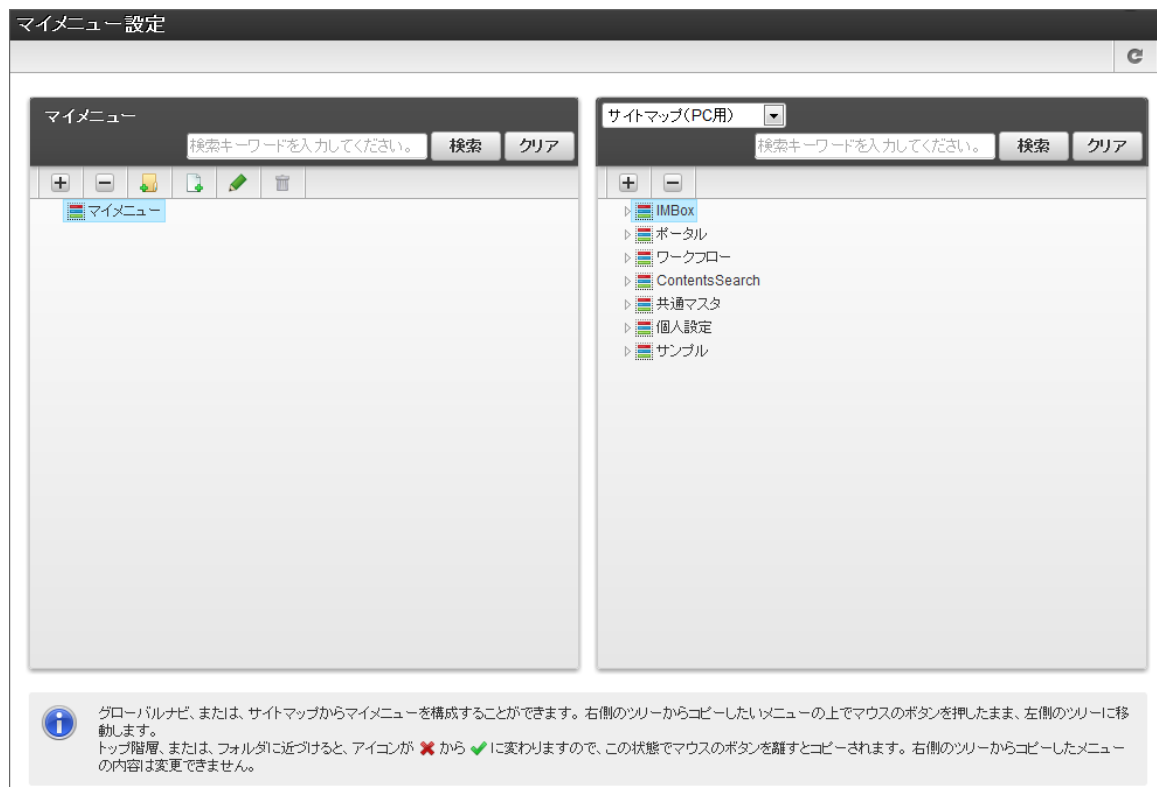 マイメニュー設定
マイメニュー
検索キーワードを入力してください。 検索 クリア
マイメニュー
サイトマップ(PC用)
検索キーワードを入力してください。 検索 クリア
IMBox
ポータル
ワークフロー
ContentsSearch
共通マスタ
個人設定
サンプル
グローバルナビ、または、サイトマップからマイメニューを構成することができます。右側のツリーからコピーしたいメニューの上でマウスのボタンを押したまま、左側のツリーに移
動します。
トップ階層、または、フォルダに近づけると、アイコンが ✖ から ✔ に変わりますので、この状態でマウスのボタンを離すとコピーされます。右側のツリーからコピーしたメニュー
の内容は変更できません。